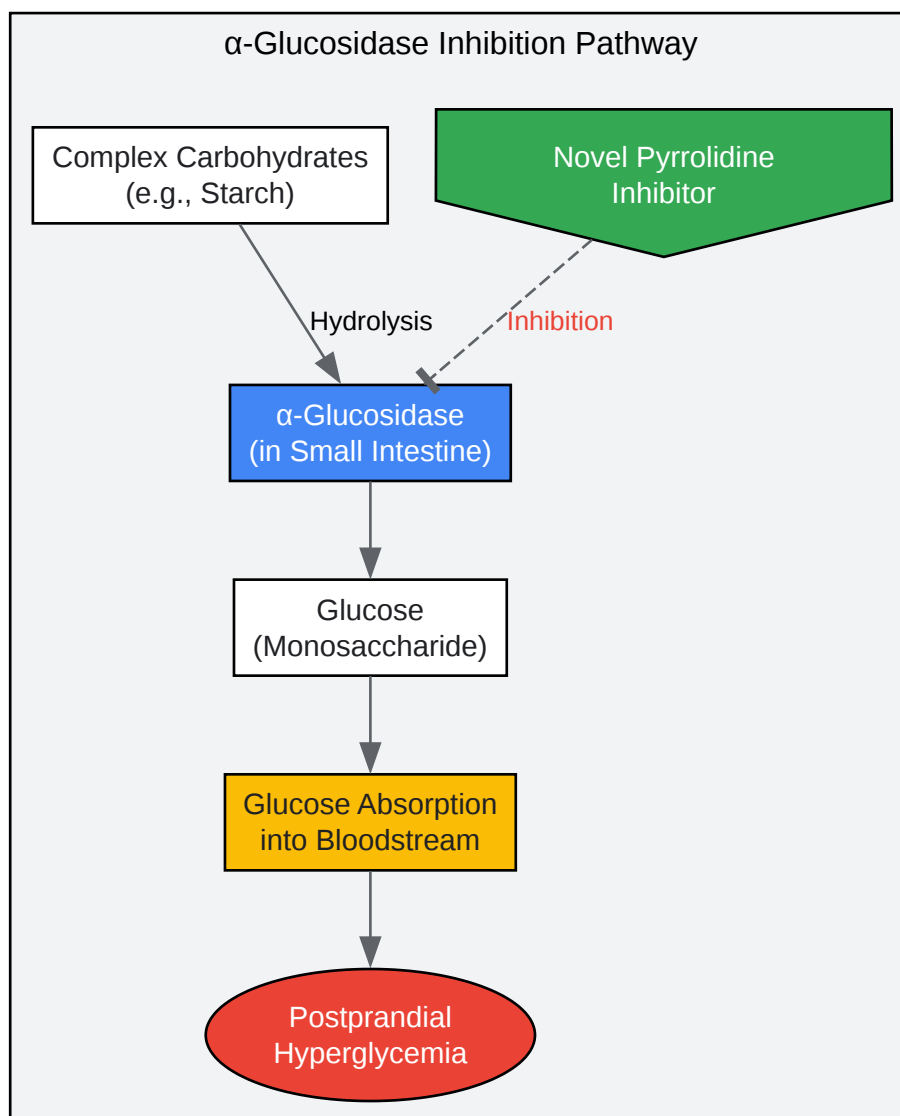 α-Glucosidase Inhibition Pathway
Complex Carbohydrates
(e.g., Starch)
Novel Pyrrolidine
Inhibitor
Hydrolysis
Inhibition
α-Glucosidase
(in Small Intestine)
Glucose
(Monosaccharide)
Glucose Absorption
into Bloodstream
Postprandial
Hyperglycemia